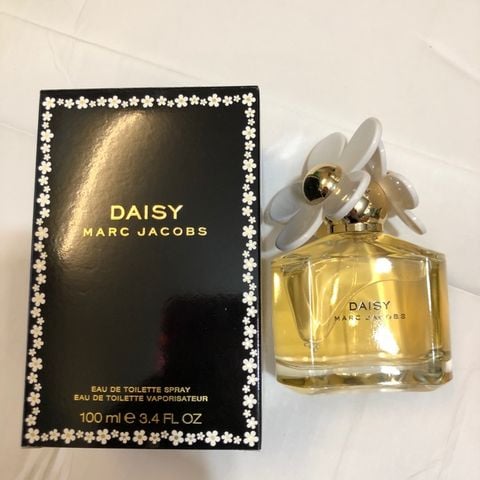 DAISY
MARC JACOBS
EAU DE TOILETTE SPRAY
EAU DE TOILETTE VAPORISATEUR
100 ml e 3.4 FL OZ
DAISY
MARC JACOBS